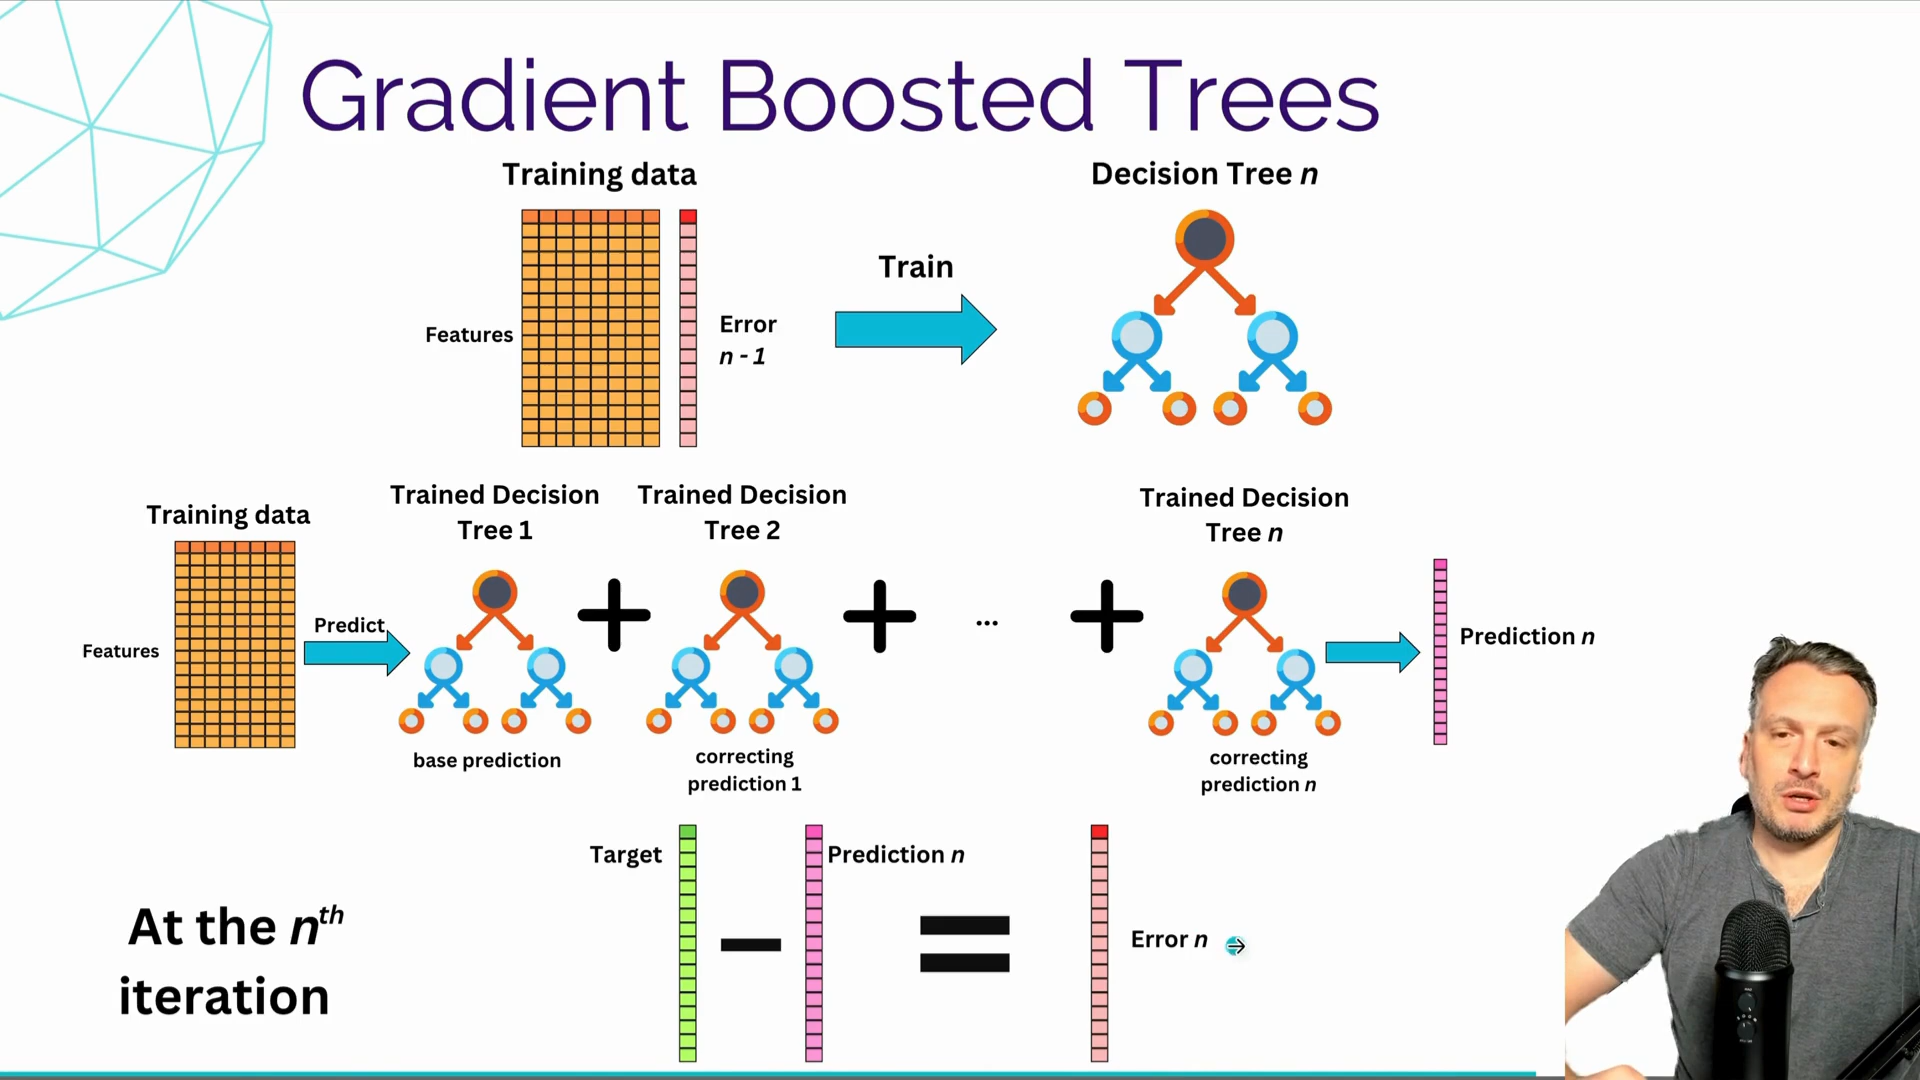 Gradient Boosted Trees
Training data
Decision Tree n
Train
Features
Error
n - 1
Trained Decision
Tree 1
Trained Decision
Tree 2
Trained Decision
Tree n
Training data
Predict
Features
...
Prediction n
base prediction
correcting
prediction 1
correcting
prediction n
Target
Prediction n
At the nth
iteration
Error n